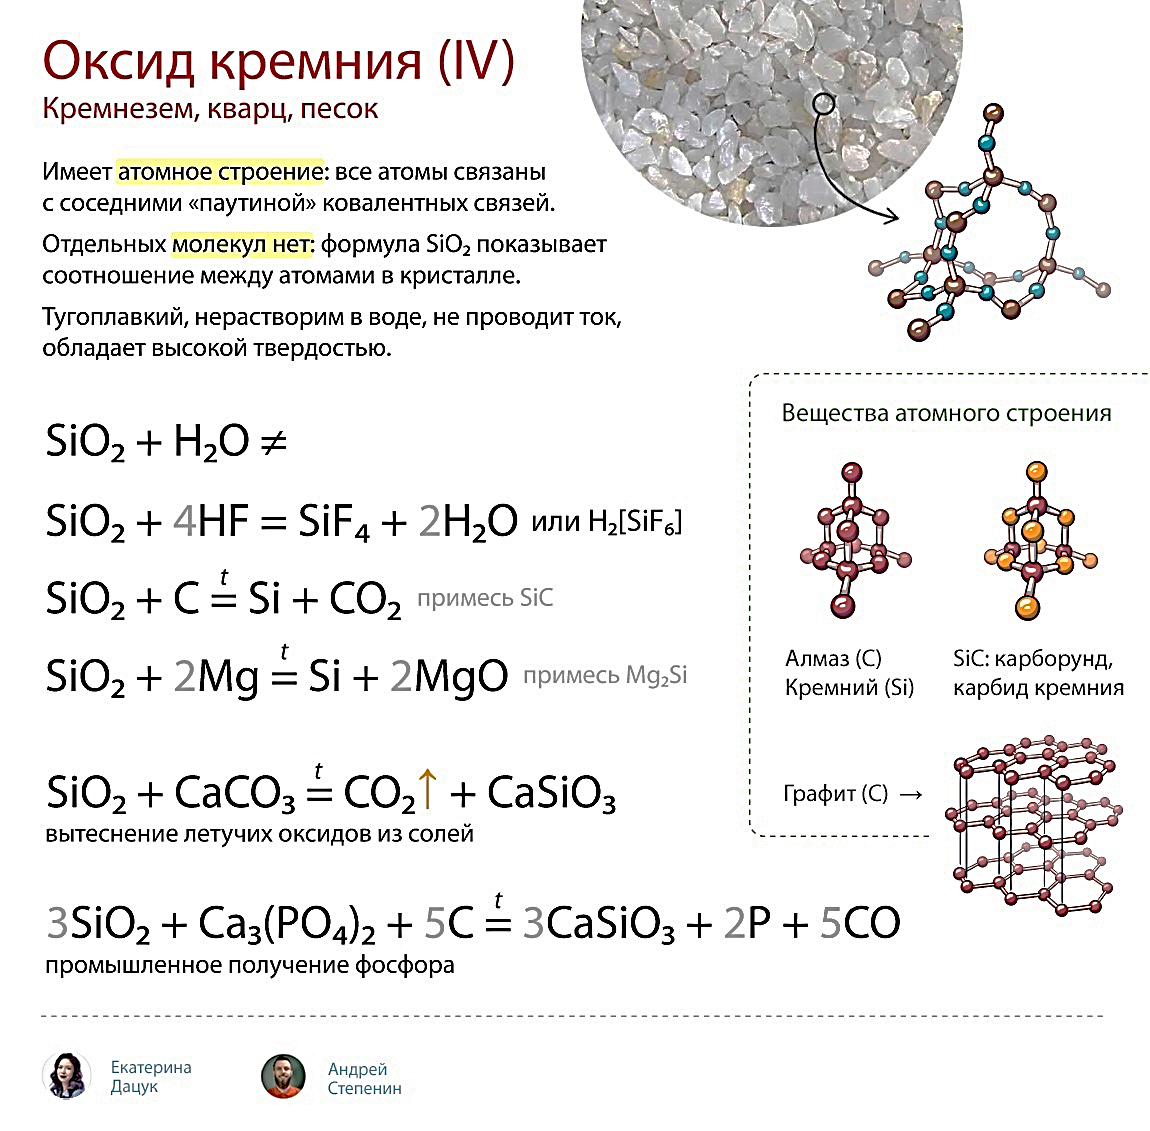 Оксид кремния (IV)
Кремнезем, кварц, песок
Имеет атомное строение: все атомы связаны
с соседними «паутиной» ковалентных связей.
Отдельных молекул нет: формула SiO₂ показывает
соотношение между атомами в кристалле.
Тугоплавкий, нерастворим в воде, не проводит ток,
обладает высокой твердостью.
SiO₂ + H₂O ≠
SiO₂ + 4HF = SiF₄ + 2H₂O или H₂[SiF₆]
t
SiO₂ + C = Si + CO₂ примесь SiC
t
SiO₂ + 2Mg = Si + 2MgO примесь Mg₂Si
t
SiO₂ + CaCO₃ = CO₂↑ + CaSiO₃
вытеснение летучих оксидов из солей
t
3SiO₂ + Ca₃(PO₄)₂ + 5C = 3CaSiO₃ + 2P + 5CO
промышленное получение фосфора
Вещества атомного строения
Алмаз (C)
Кремний (Si)
SiC: карборунд,
карбид кремния
Графит (C) →
Екатерина
Дацук
Андрей
Степенин